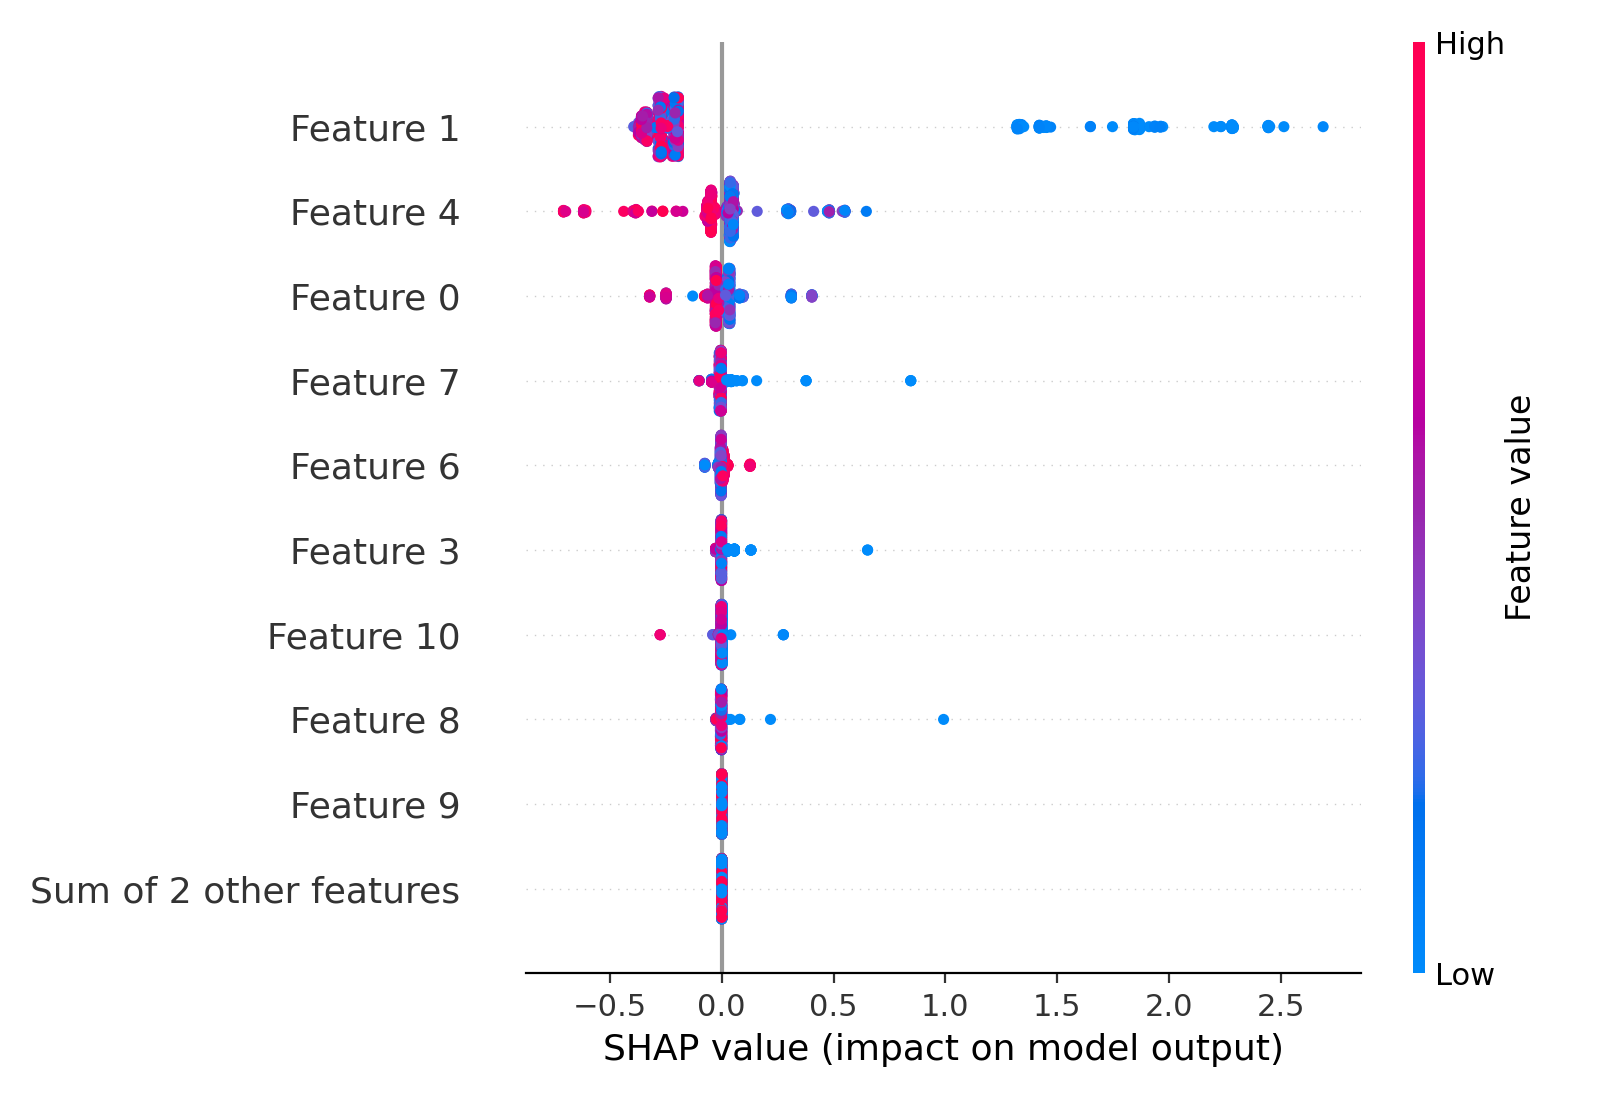 High
Feature 1
Feature 4
Feature 0
Feature 7
Feature 6
Feature 3
Feature 10
Feature 8
Feature 9
Sum of 2 other features
Feature value
Low
−0.5 0.0 0.5 1.0 1.5 2.0 2.5
SHAP value (impact on model output)